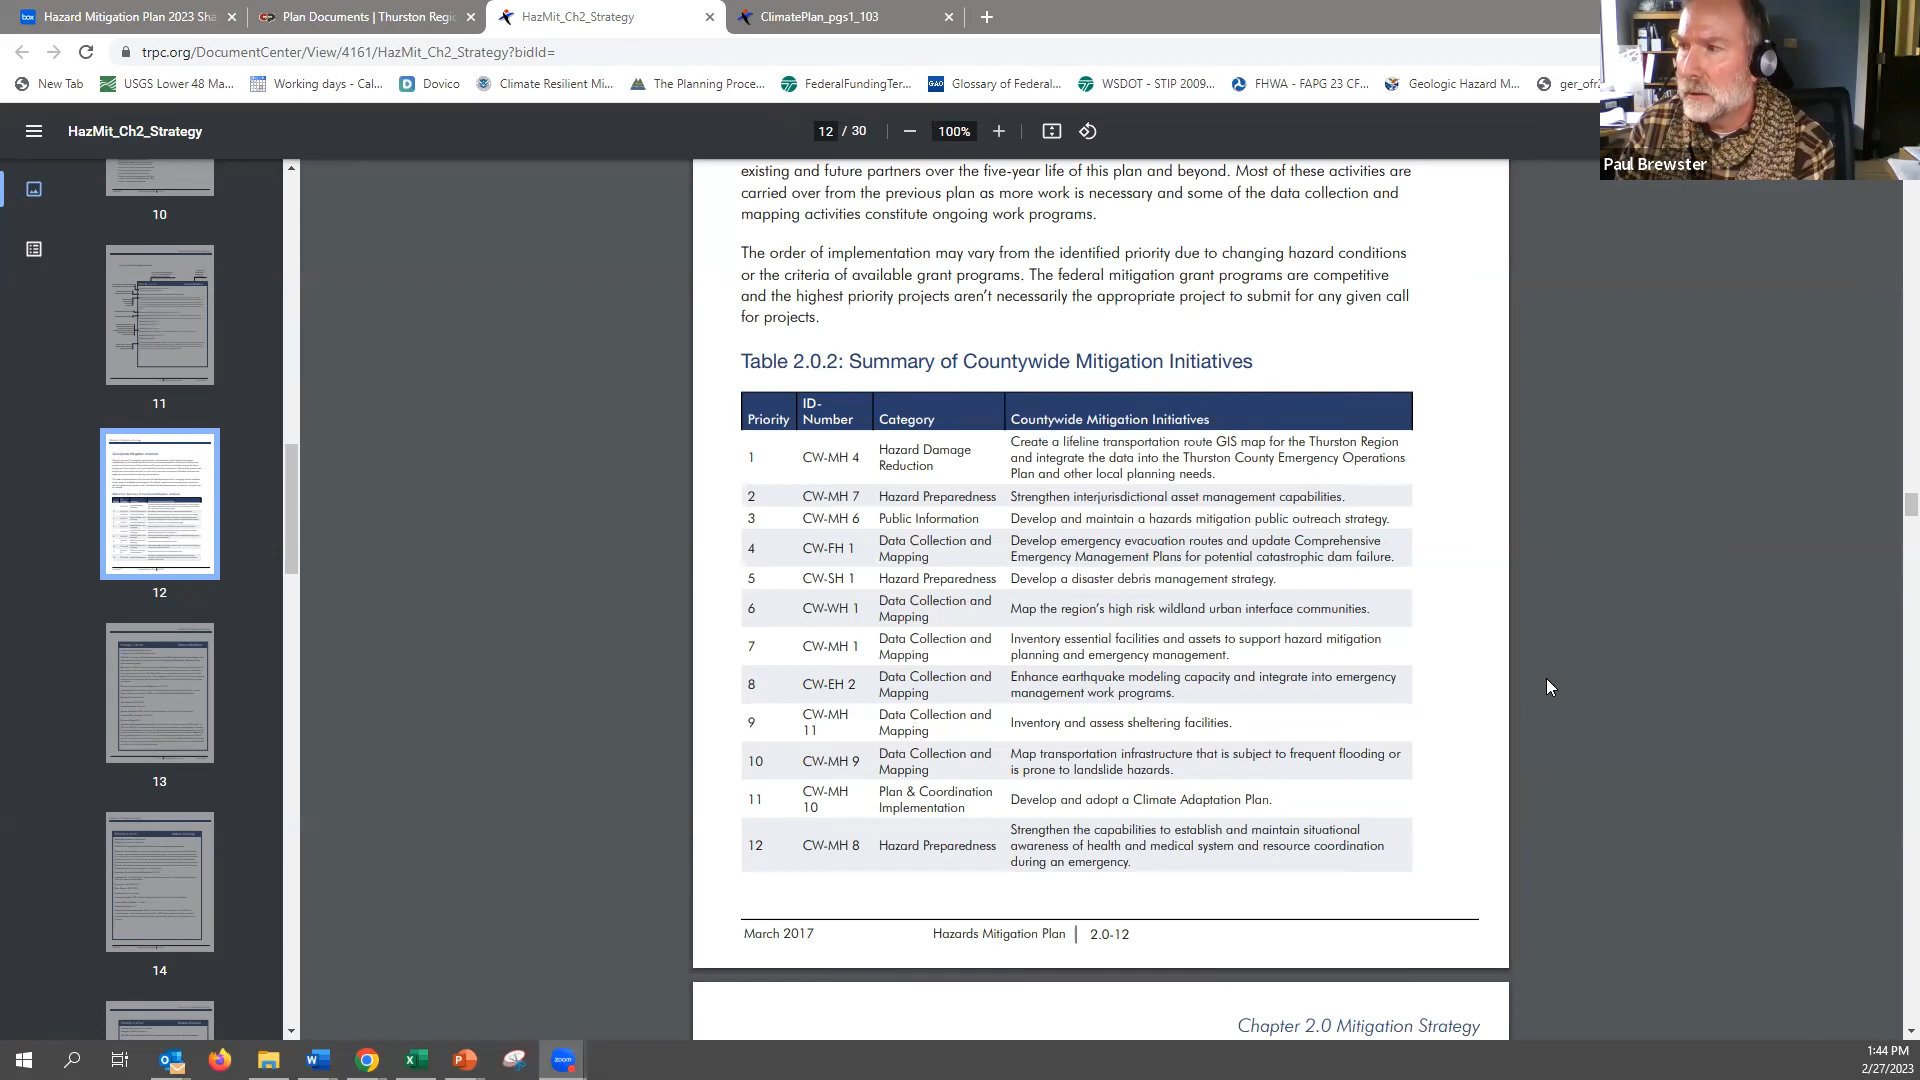 Hazard Mitigation Plan 2023 Sha
Plan Documents | Thurston Regio
HazMit_Ch2_Strategy
ClimatePlan_pgs1_103
trpc.org/DocumentCenter/View/4161/HazMit_Ch2_Strategy?bidId=
New Tab
USGS Lower 48 Ma...
Working days - Cal...
Dovico
Climate Resilient Mi...
The Planning Proce...
FederalFundingTer...
Glossary of Federal...
WSDOT - STIP 2009...
FHWA - FAPG 23 CF...
Geologic Hazard M...
ger_ofr
HazMit_Ch2_Strategy
12 / 30
100%
Paul Brewster
10
11
12
13
14
existing and future partners over the five-year life of this plan and beyond. Most of these activities are
carried over from the previous plan as more work is necessary and some of the data collection and
mapping activities constitute ongoing work programs.
The order of implementation may vary from the identified priority due to changing hazard conditions
or the criteria of available grant programs. The federal mitigation grant programs are competitive
and the highest priority projects aren't necessarily the appropriate project to submit for any given call
for projects.
Table 2.0.2: Summary of Countywide Mitigation Initiatives
Priority ID-Number Category Countywide Mitigation Initiatives
1 CW-MH 4 Hazard Damage Reduction Create a lifeline transportation route GIS map for the Thurston Region
and integrate the data into the Thurston County Emergency Operations
Plan and other local planning needs.
2 CW-MH 7 Hazard Preparedness Strengthen interjurisdictional asset management capabilities.
3 CW-MH 6 Public Information Develop and maintain a hazards mitigation public outreach strategy.
4 CW-FH 1 Data Collection and Mapping Develop emergency evacuation routes and update Comprehensive
Emergency Management Plans for potential catastrophic dam failure.
5 CW-SH 1 Hazard Preparedness Develop a disaster debris management strategy.
6 CW-WH 1 Data Collection and Mapping Map the region's high risk wildland urban interface communities.
7 CW-MH 1 Data Collection and Mapping Inventory essential facilities and assets to support hazard mitigation
planning and emergency management.
8 CW-EH 2 Data Collection and Mapping Enhance earthquake modeling capacity and integrate into emergency
management work programs.
9 CW-MH 11 Data Collection and Mapping Inventory and assess sheltering facilities.
10 CW-MH 9 Data Collection and Mapping Map transportation infrastructure that is subject to frequent flooding or
is prone to landslide hazards.
11 CW-MH 10 Plan & Coordination Implementation Develop and adopt a Climate Adaptation Plan.
12 CW-MH 8 Hazard Preparedness Strengthen the capabilities to establish and maintain situational
awareness of health and medical system and resource coordination
during an emergency.
March 2017 Hazards Mitigation Plan | 2.0-12
Chapter 2.0 Mitigation Strategy
1:44 PM
2/27/2023